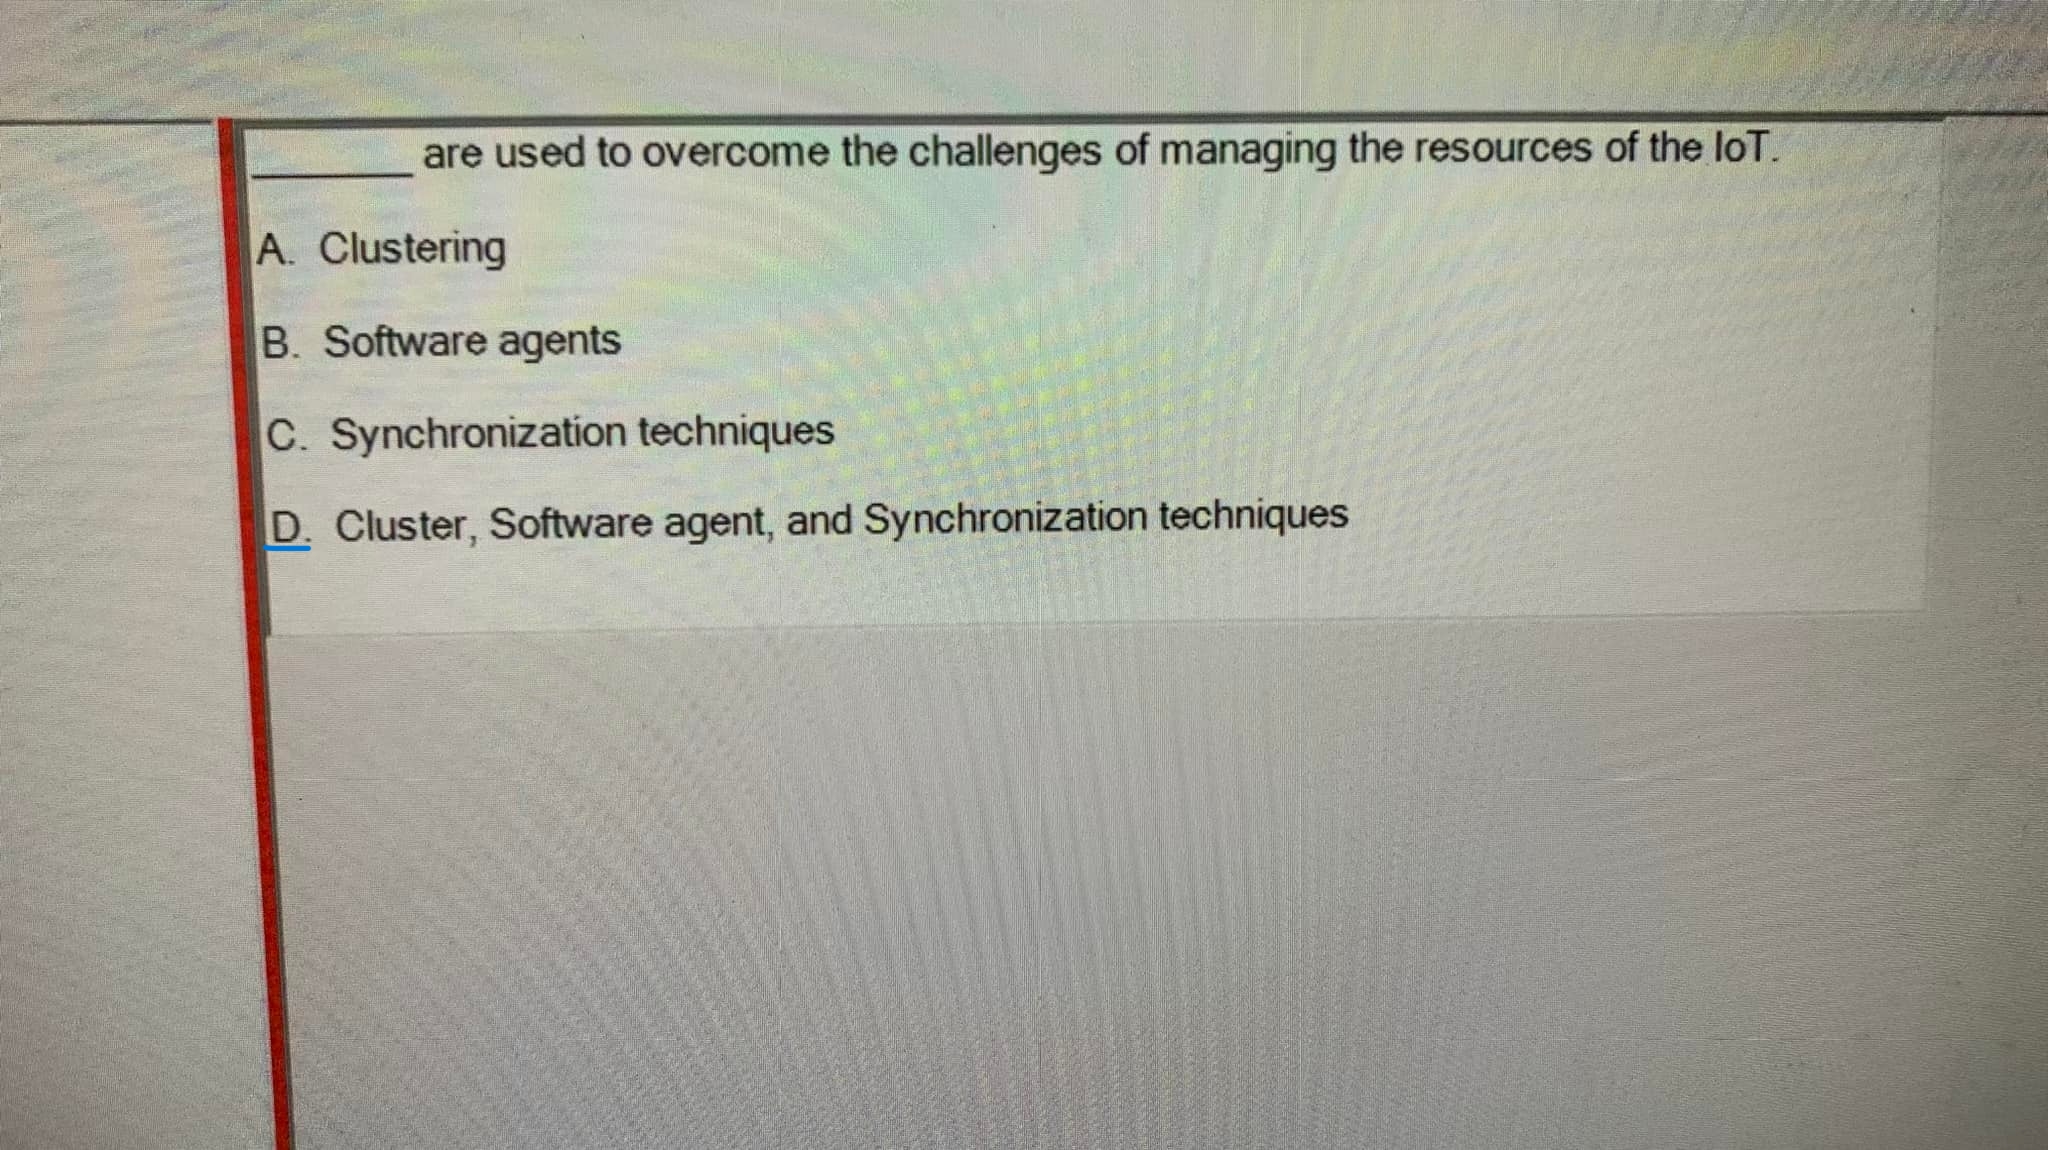 ______ are used to overcome the challenges of managing the resources of the IoT.
A. Clustering
B. Software agents
C. Synchronization techniques
D. Cluster, Software agent, and Synchronization techniques